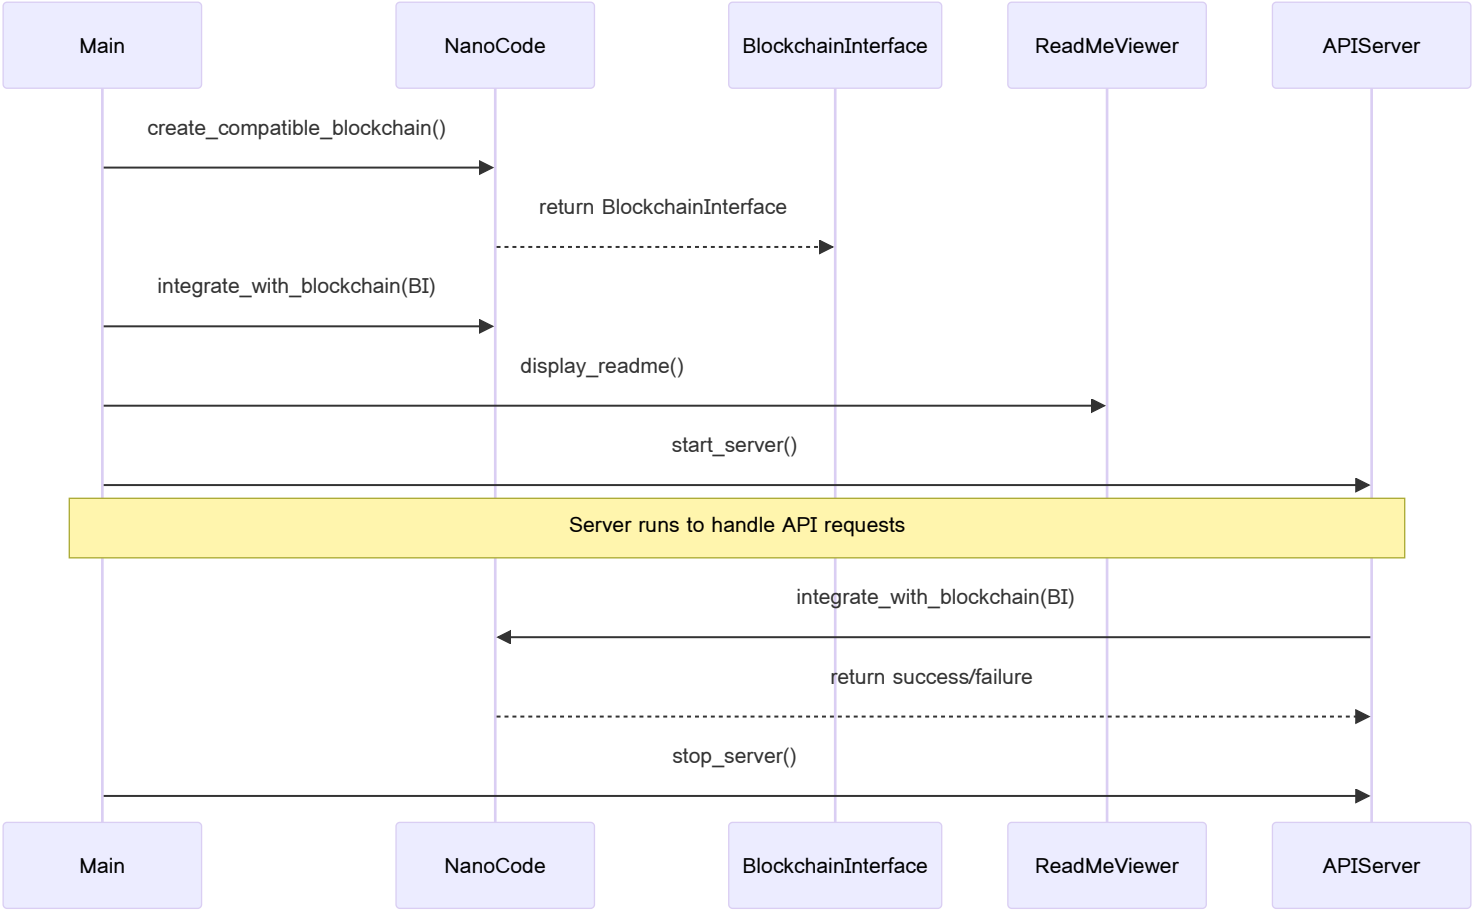 Main
NanoCode
BlockchainInterface
ReadMeViewer
APIServer
create_compatible_blockchain()
return BlockchainInterface
integrate_with_blockchain(BI)
display_readme()
start_server()
Server runs to handle API requests
integrate_with_blockchain(BI)
return success/failure
stop_server()
Main
NanoCode
BlockchainInterface
ReadMeViewer
APIServer